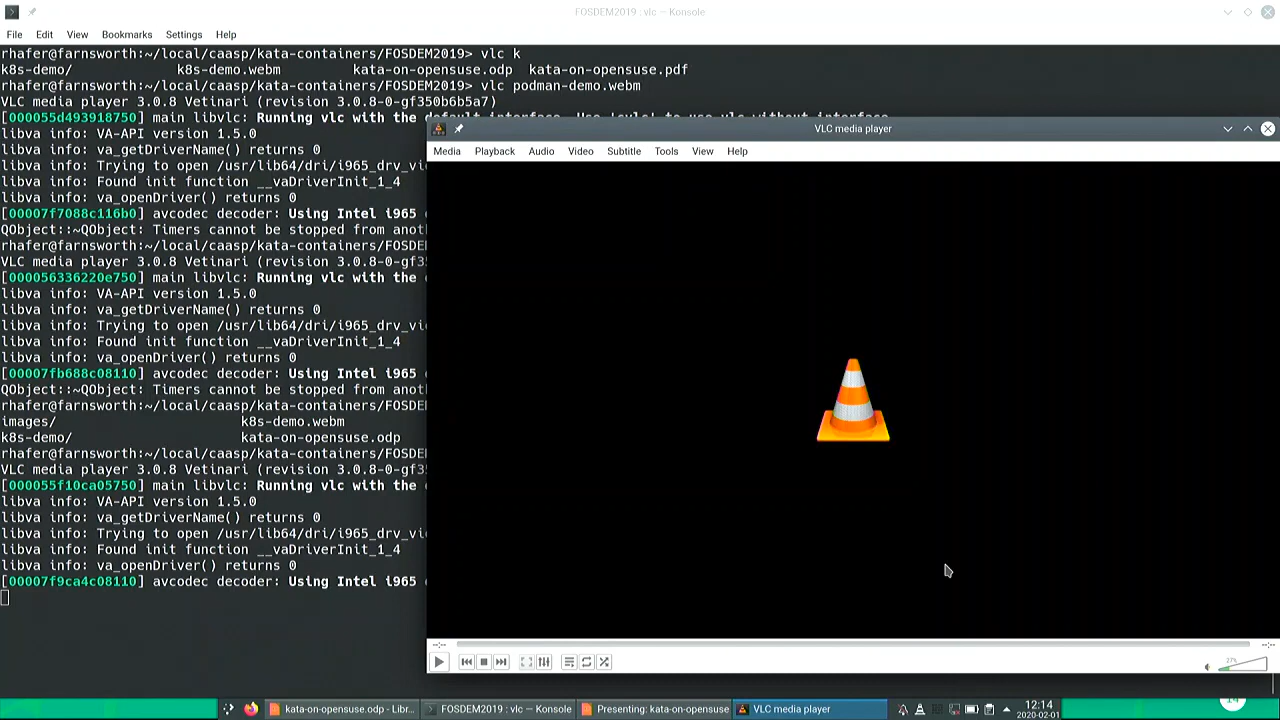 FOSDEM2019 : vlc — Konsole
File Edit View Bookmarks Settings Help
rhafer@farnsworth:~/local/caasp/kata-containers/FOSDEM2019> vlc k
k8s-demo/ k8s-demo.webm kata-on-opensuse.odp kata-on-opensuse.pdf
rhafer@farnsworth:~/local/caasp/kata-containers/FOSDEM2019> vlc podman-demo.webm
VLC media player 3.0.8 Vetinari (revision 3.0.8-0-gf350b6b5a7)
[000055d493918750] main libvlc: Running vlc with the default interface. Use 'cvlc' to use vlc without interface.
libva info: VA-API version 1.5.0
libva info: va_getDriverName() returns 0
libva info: Trying to open /usr/lib64/dri/i965_drv_vi
libva info: Found init function __vaDriverInit_1_4
libva info: va_openDriver() returns 0
[00007f7088c116b0] avcodec decoder: Using Intel i965
QObject::~QObject: Timers cannot be stopped from anot
rhafer@farnsworth:~/local/caasp/kata-containers/FOSDE
VLC media player 3.0.8 Vetinari (revision 3.0.8-0-gf35
[000056336220e750] main libvlc: Running vlc with the
libva info: VA-API version 1.5.0
libva info: va_getDriverName() returns 0
libva info: Trying to open /usr/lib64/dri/i965_drv_vi
libva info: Found init function __vaDriverInit_1_4
libva info: va_openDriver() returns 0
[00007fb688c08110] avcodec decoder: Using Intel i965
QObject::~QObject: Timers cannot be stopped from anot
rhafer@farnsworth:~/local/caasp/kata-containers/FOSDE
images/ k8s-demo.webm
k8s-demo/ kata-on-opensuse.odp
rhafer@farnsworth:~/local/caasp/kata-containers/FOSDE
VLC media player 3.0.8 Vetinari (revision 3.0.8-0-gf35
[000055f10ca05750] main libvlc: Running vlc with the
libva info: VA-API version 1.5.0
libva info: va_getDriverName() returns 0
libva info: Trying to open /usr/lib64/dri/i965_drv_vi
libva info: Found init function __vaDriverInit_1_4
libva info: va_openDriver() returns 0
[00007f9ca4c08110] avcodec decoder: Using Intel i965
VLC media player
Media Playback Audio Video Subtitle Tools View Help
--:-- --:--
27%
kata-on-opensuse.odp - Libr... FOSDEM2019 : vlc — Konsole Presenting: kata-on-opensuse VLC media player 12:14
2020-02-01
14